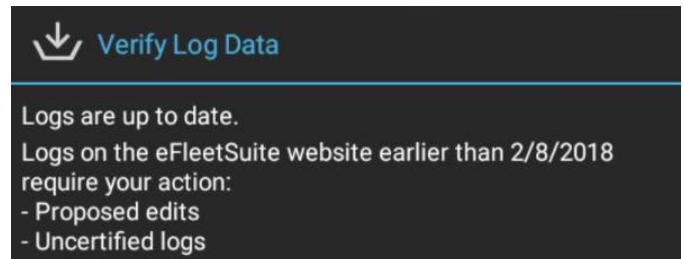 Verify Log Data
Logs are up to date.
Logs on the eFleetSuite website earlier than 2/8/2018
require your action:
- Proposed edits
- Uncertified logs